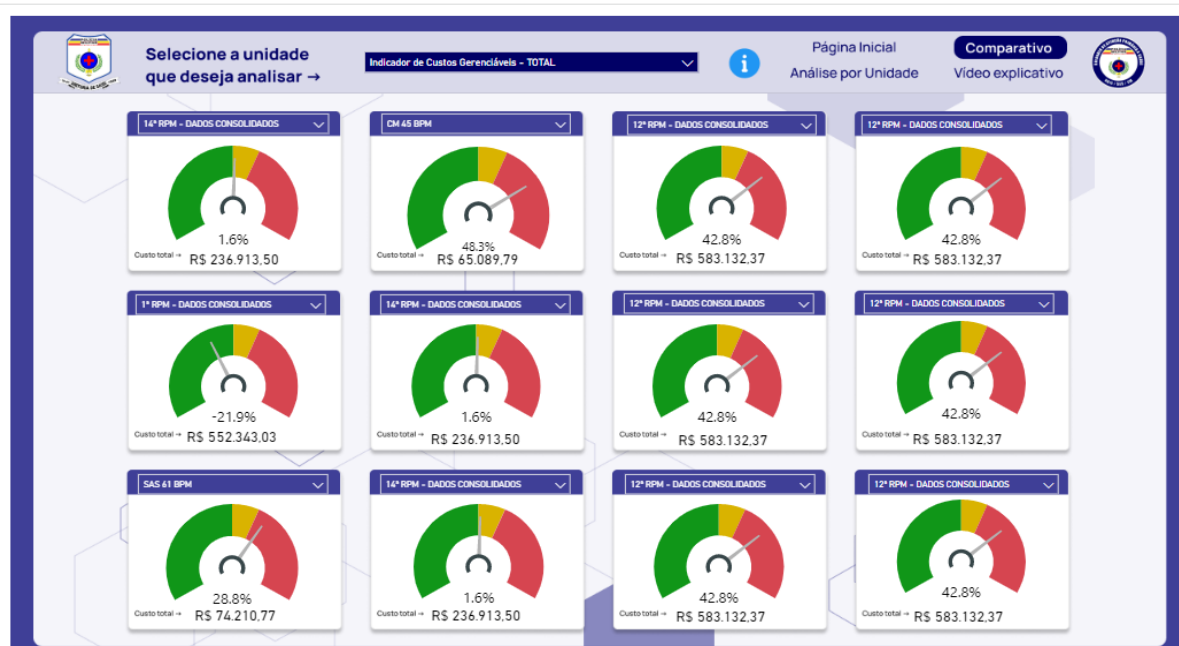 Selecione a unidade
que deseja analisar →
Indicador de Custos Gerenciáveis - TOTAL
i
Página Inicial
Comparativo
Análise por Unidade
Vídeo explicativo
14ª RPM - DADOS CONSOLIDADOS
1.6%
Custo total →
R$ 236.913,50
CM 45 BPM
48.3%
Custo total →
R$ 65.089,79
12ª RPM - DADOS CONSOLIDADOS
42.8%
Custo total →
R$ 583.132,37
12ª RPM - DADOS CONSOLIDADOS
42.8%
Custo total →
R$ 583.132,37
1ª RPM - DADOS CONSOLIDADOS
-21.9%
Custo total →
R$ 552.343,03
14ª RPM - DADOS CONSOLIDADOS
1.6%
Custo total →
R$ 236.913,50
12ª RPM - DADOS CONSOLIDADOS
42.8%
Custo total →
R$ 583.132,37
12ª RPM - DADOS CONSOLIDADOS
42.8%
Custo total →
R$ 583.132,37
SAS 61 BPM
28.8%
Custo total →
R$ 74.210,77
14ª RPM - DADOS CONSOLIDADOS
1.6%
Custo total →
R$ 236.913,50
12ª RPM - DADOS CONSOLIDADOS
42.8%
Custo total →
R$ 583.132,37
12ª RPM - DADOS CONSOLIDADOS
42.8%
Custo total →
R$ 583.132,37